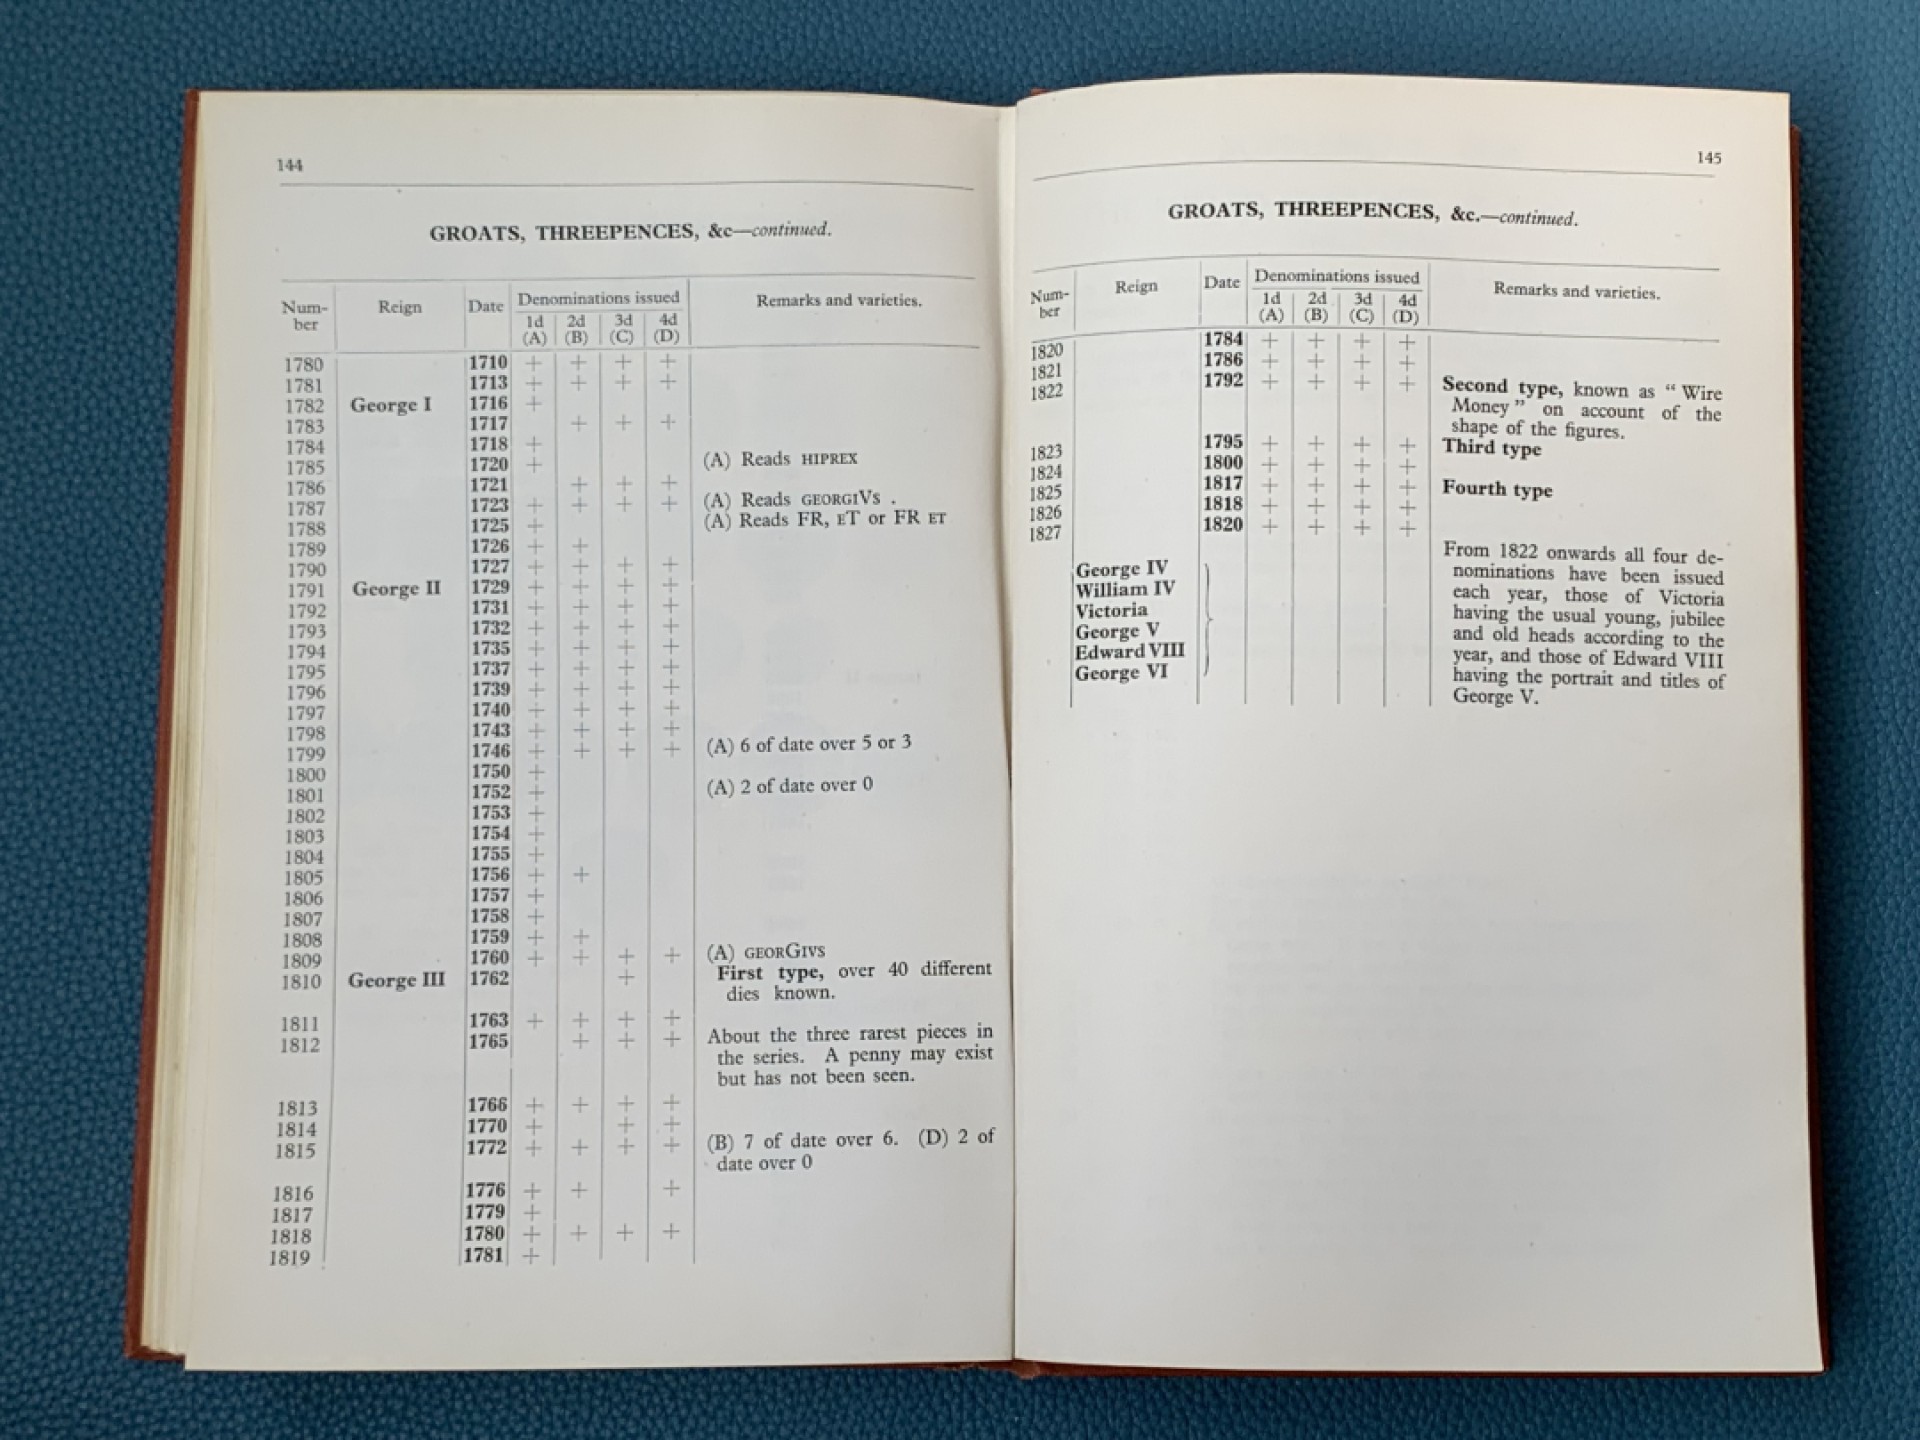 144
GROATS, THREEPENCES, &c—continued.
Num-
ber
Reign
Date
Denominations issued
1d (A) 2d (B) 3d (C) 4d (D)
Remarks and varieties.
1780 1710 + + + +
1781 1713 + + + +
1782 George I 1716 +
1783 1717 + + +
1784 1718 +
1785 1720 + (A) Reads HIPREX
1786 1721 + + +
1787 1723 + + + + (A) Reads GEORGIVs .
1788 1725 + (A) Reads FR, ET or FR ET
1789 1726 + +
1790 1727 + + + +
1791 George II 1729 + + + +
1792 1731 + + + +
1793 1732 + + + +
1794 1735 + + + +
1795 1737 + + + +
1796 1739 + + + +
1797 1740 + + + +
1798 1743 + + + +
1799 1746 + + + + (A) 6 of date over 5 or 3
1800 1750 +
1801 1752 + (A) 2 of date over 0
1802 1753 +
1803 1754 +
1804 1755 +
1805 1756 + +
1806 1757 +
1807 1758 +
1808 1759 + +
1809 1760 + + + + (A) GEORGIVS
1810 George III 1762 + First type, over 40 different
dies known.
1811 1763 + + + +
1812 1765 + + + About the three rarest pieces in
the series. A penny may exist
but has not been seen.
1813 1766 + + + +
1814 1770 + + +
1815 1772 + + + + (B) 7 of date over 6. (D) 2 of
date over 0
1816 1776 + + +
1817 1779 +
1818 1780 + + + +
1819 1781 +
145
GROATS, THREEPENCES, &c.—continued.
Num-
ber
Reign
Date
Denominations issued
1d (A) 2d (B) 3d (C) 4d (D)
Remarks and varieties.
1820 1784 + + + +
1821 1786 + + + +
1822 1792 + + + + Second type, known as “ Wire
Money ” on account of the
shape of the figures.
1823 1795 + + + + Third type
1824 1800 + + + +
1825 1817 + + + + Fourth type
1826 1818 + + + +
1827 1820 + + + +
George IV
William IV
Victoria
George V
Edward VIII
George VI
From 1822 onwards all four de-
nominations have been issued
each year, those of Victoria
having the usual young, jubilee
and old heads according to the
year, and those of Edward VIII
having the portrait and titles of
George V.